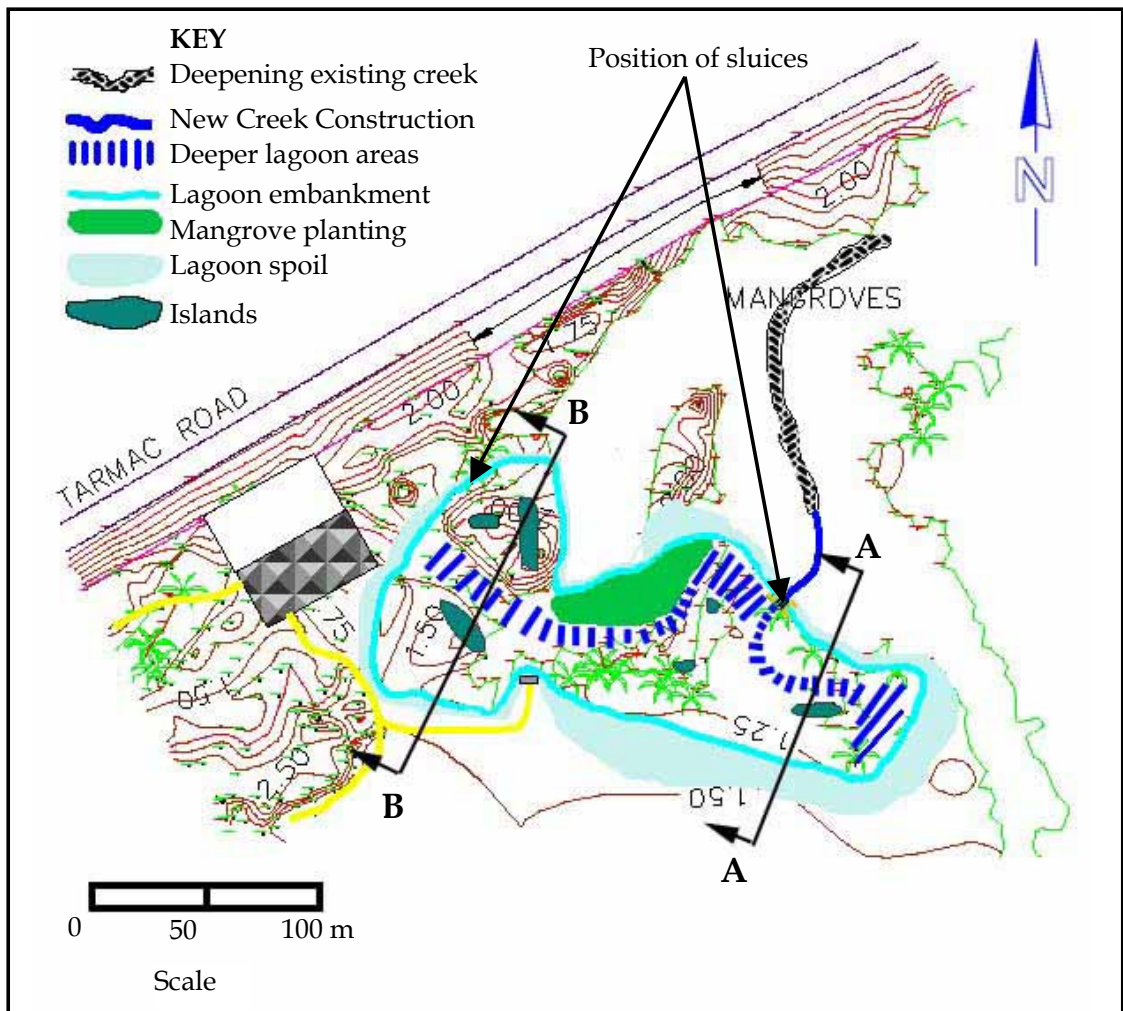 KEY
Deepening existing creek
New Creek Construction
Deeper lagoon areas
Lagoon embankment
Mangrove planting
Lagoon spoil
Islands
Position of sluices
N
2.00
MANGROVES
75
2.00
TARMAC ROAD
B
A
75
1.50
1.25
2.50
1.50
B
A
0 50 100 m
Scale